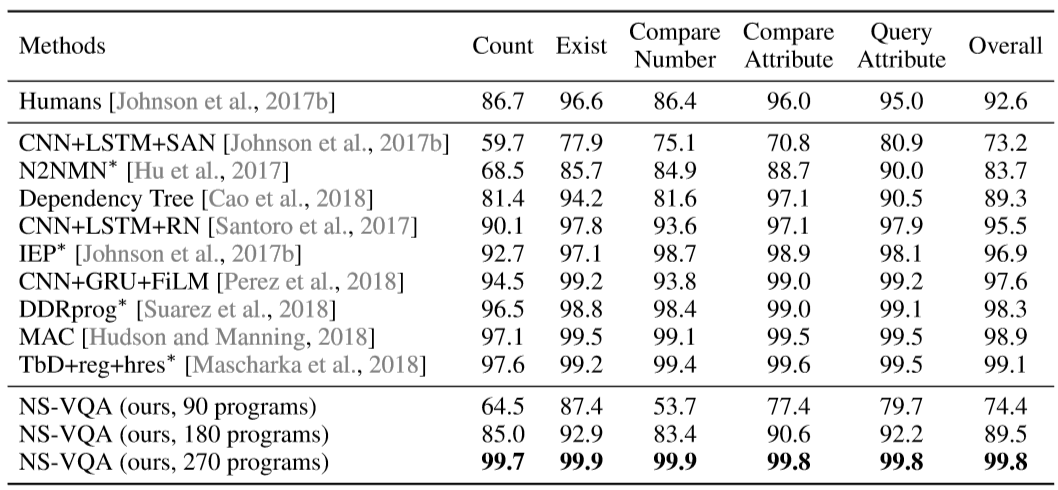 Methods Count Exist Compare Number Compare Attribute Query Attribute Overall
Humans [Johnson et al., 2017b] 86.7 96.6 86.4 96.0 95.0 92.6
CNN+LSTM+SAN [Johnson et al., 2017b] 59.7 77.9 75.1 70.8 80.9 73.2
N2NMN* [Hu et al., 2017] 68.5 85.7 84.9 88.7 90.0 83.7
Dependency Tree [Cao et al., 2018] 81.4 94.2 81.6 97.1 90.5 89.3
CNN+LSTM+RN [Santoro et al., 2017] 90.1 97.8 93.6 97.1 97.9 95.5
IEP* [Johnson et al., 2017b] 92.7 97.1 98.7 98.9 98.1 96.9
CNN+GRU+FiLM [Perez et al., 2018] 94.5 99.2 93.8 99.0 99.2 97.6
DDRprog* [Suarez et al., 2018] 96.5 98.8 98.4 99.0 99.1 98.3
MAC [Hudson and Manning, 2018] 97.1 99.5 99.1 99.5 99.5 98.9
TbD+reg+hres* [Mascharka et al., 2018] 97.6 99.2 99.4 99.6 99.5 99.1
NS-VQA (ours, 90 programs) 64.5 87.4 53.7 77.4 79.7 74.4
NS-VQA (ours, 180 programs) 85.0 92.9 83.4 90.6 92.2 89.5
NS-VQA (ours, 270 programs) 99.7 99.9 99.9 99.8 99.8 99.8